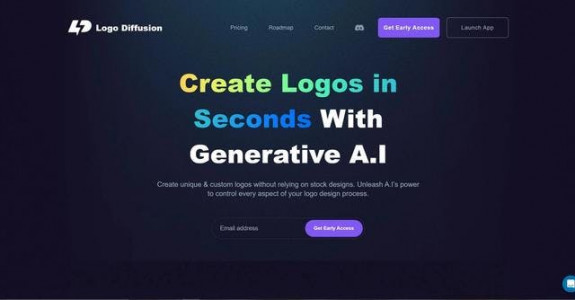 Logo Diffusion
Pricing
Roadmap
Contact
Get Early Access
Launch App
Create Logos in
Seconds With
Generative A.I
Create unique & custom logos without relying on stock designs. Unleash A.I's power
to control every aspect of your logo design process.
Email address
Get Early Access